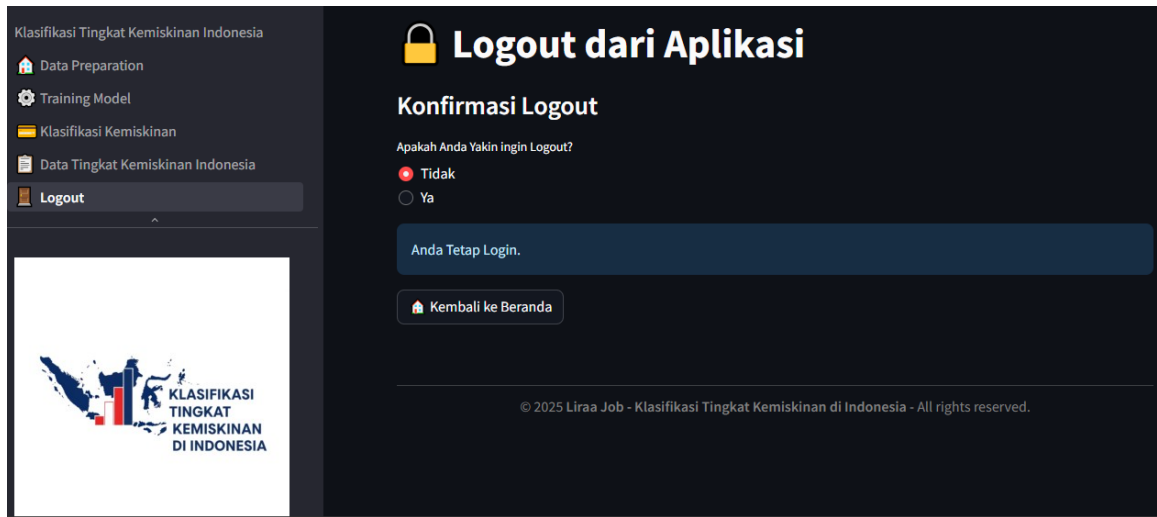 Klasifikasi Tingkat Kemiskinan Indonesia
Data Preparation
Training Model
Klasifikasi Kemiskinan
Data Tingkat Kemiskinan Indonesia
Logout
KLASIFIKASI
TINGKAT
KEMISKINAN
DI INDONESIA
Logout dari Aplikasi
Konfirmasi Logout
Apakah Anda Yakin ingin Logout?
Tidak
Ya
Anda Tetap Login.
Kembali ke Beranda
© 2025 Liraa Job - Klasifikasi Tingkat Kemiskinan di Indonesia - All rights reserved.